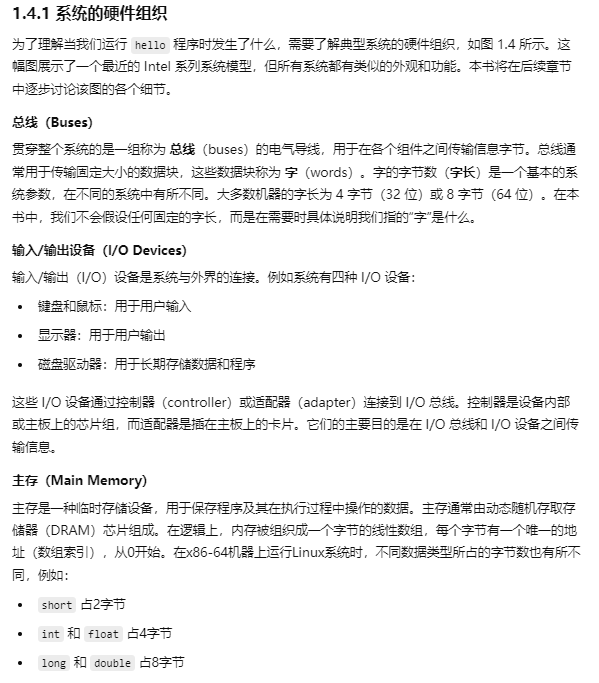 1.4.1 系统的硬件组织
为了理解当我们运行 hello 程序时发生了什么，需要了解典型系统的硬件组织，如图 1.4 所示。这
幅图展示了一个最近的 Intel 系列系统模型，但所有系统都有类似的外观和功能。本书将在后续章节
中逐步讨论该图的各个细节。
总线（Buses）
贯穿整个系统的是一组称为 总线（buses）的电气导线，用于在各个组件之间传输信息字节。总线通
常用于传输固定大小的数据块，这些数据块称为 字（words）。字的字节数（字长）是一个基本的系
统参数，在不同的系统中有所不同。大多数机器的字长为 4 字节（32 位）或 8 字节（64 位）。在本
书中，我们不会假设任何固定的字长，而是在需要时具体说明我们指的“字”是什么。
输入/输出设备（I/O Devices）
输入/输出（I/O）设备是系统与外界的连接。例如系统有四种 I/O 设备：
• 键盘和鼠标：用于用户输入
• 显示器：用于用户输出
• 磁盘驱动器：用于长期存储数据和程序
这些 I/O 设备通过控制器（controller）或适配器（adapter）连接到 I/O 总线。控制器是设备内部
或主板上的芯片组，而适配器是插在主板上的卡片。它们的主要目的是在 I/O 总线和 I/O 设备之间传
输信息。
主存（Main Memory）
主存是一种临时存储设备，用于保存程序及其在执行过程中操作的数据。主存通常由动态随机存取存
储器（DRAM）芯片组成。在逻辑上，内存被组织成一个字节的线性数组，每个字节有一个唯一的地
址（数组索引），从0开始。在x86-64机器上运行Linux系统时，不同数据类型所占的字节数也有所不
同，例如：
• short 占2字节
• int 和 float 占4字节
• long 和 double 占8字节